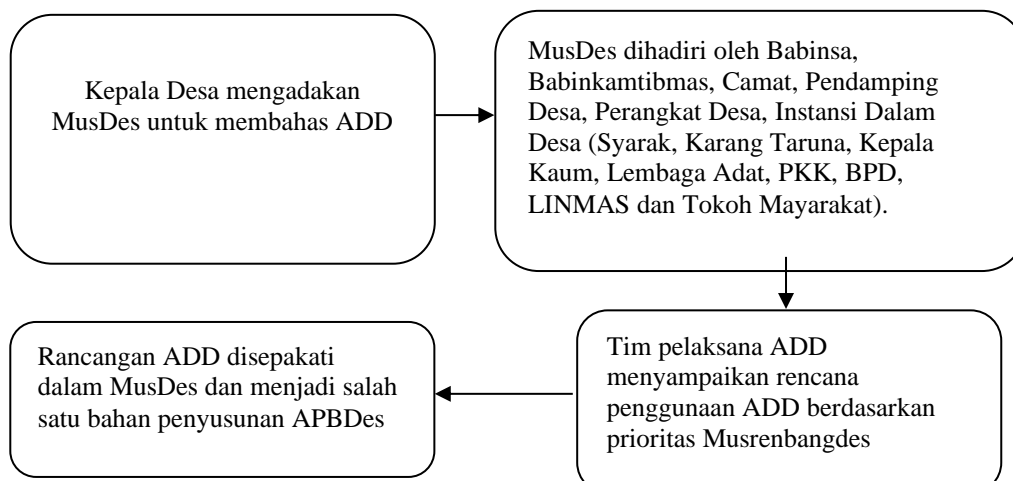 Kepala Desa mengadakan
MusDes untuk membahas ADD
MusDes dihadiri oleh Babinsa,
Babinkamtibmas, Camat, Pendamping
Desa, Perangkat Desa, Instansi Dalam
Desa (Syarak, Karang Taruna, Kepala
Kaum, Lembaga Adat, PKK, BPD,
LINMAS dan Tokoh Mayarakat).
Tim pelaksana ADD
menyampaikan rencana
penggunaan ADD berdasarkan
prioritas Musrenbangdes
Rancangan ADD disepakati
dalam MusDes dan menjadi salah
satu bahan penyusunan APBDes